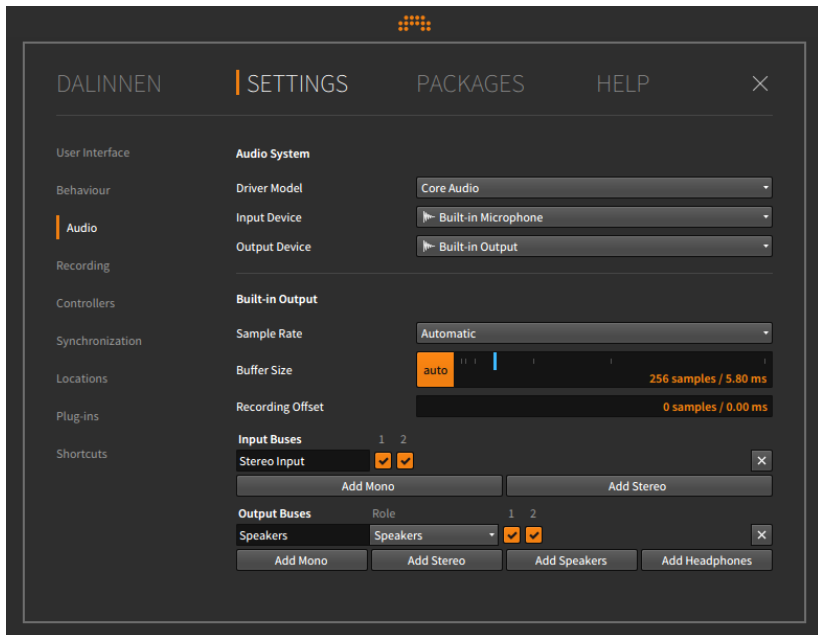 DALINNEN SETTINGS PACKAGES HELP
User Interface
Behaviour
Audio
Recording
Controllers
Synchronization
Locations
Plug-ins
Shortcuts
Audio System
Driver Model Core Audio
Input Device Built-in Microphone
Output Device Built-in Output
Built-in Output
Sample Rate Automatic
Buffer Size auto 256 samples / 5.80 ms
Recording Offset 0 samples / 0.00 ms
Input Buses 1 2
Stereo Input
Add Mono Add Stereo
Output Buses Role 1 2
Speakers Speakers
Add Mono Add Stereo Add Speakers Add Headphones